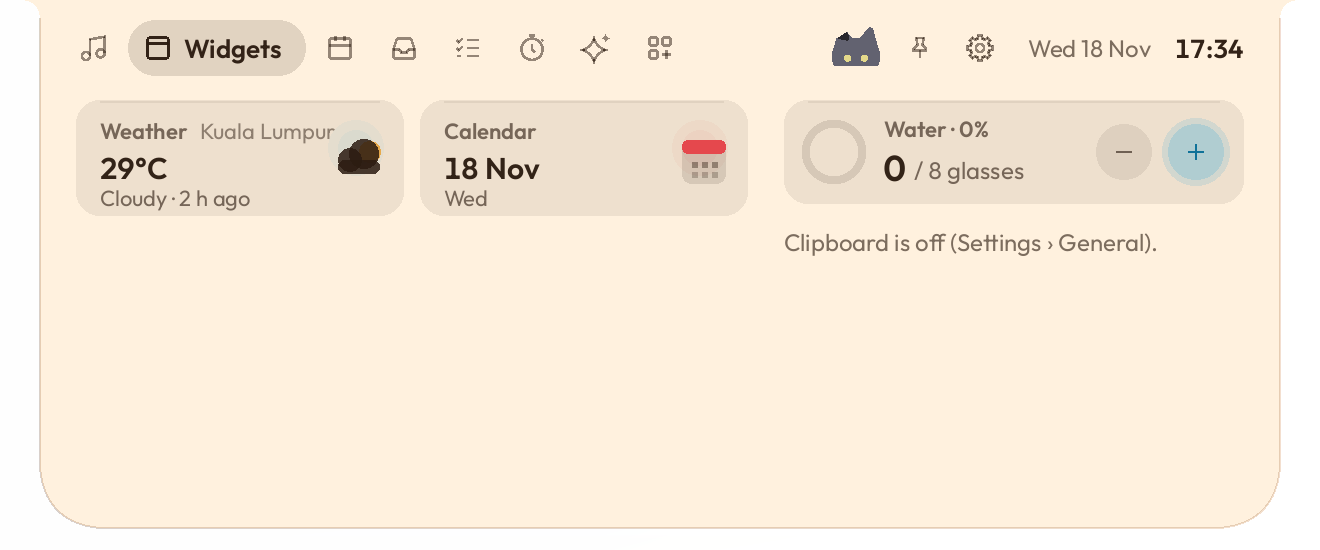 Widgets
Wed 18 Nov 17:34
Weather Kuala Lumpur
29°C
Cloudy · 2 h ago
Calendar
18 Nov
Wed
Water · 0%
0 / 8 glasses
Clipboard is off (Settings › General).